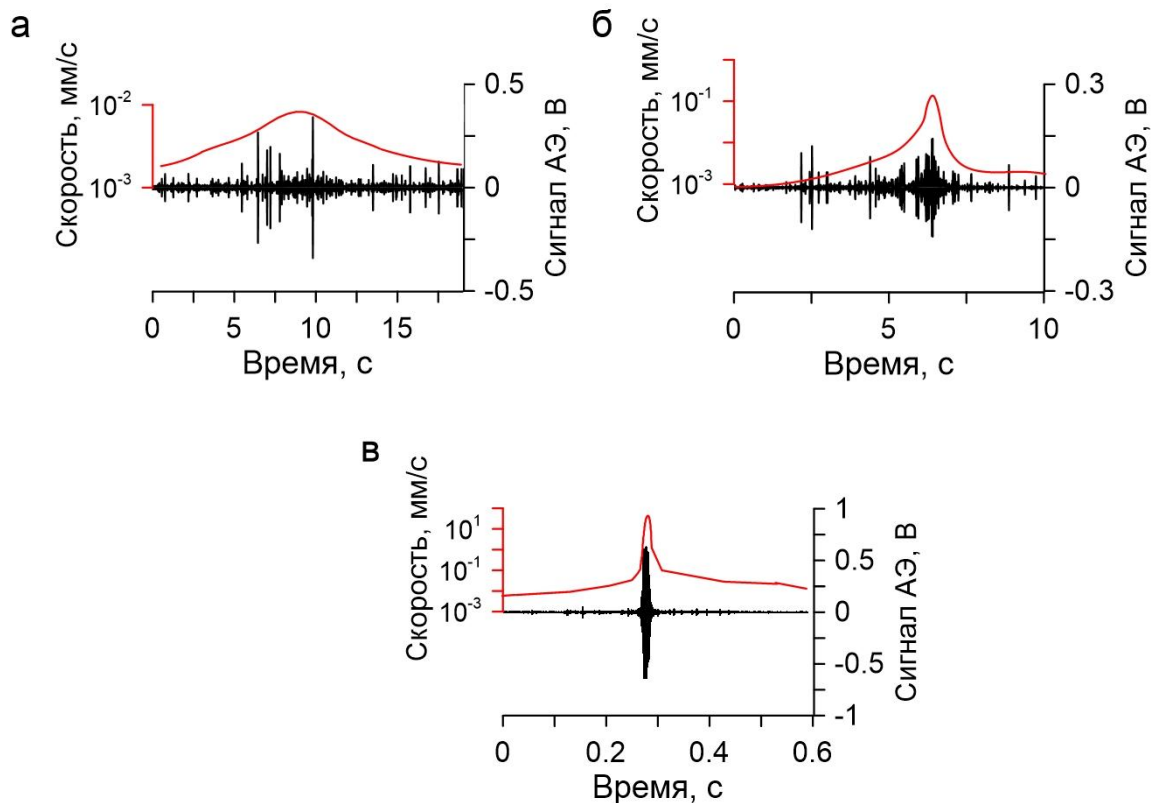 а
Скорость, мм/с
10-2
10-3
0.5
0
-0.5
Сигнал АЭ, В
0 5 10 15
Время, с
б
Скорость, мм/с
10-1
10-3
0.3
0
-0.3
Сигнал АЭ, В
0 5 10
Время, с
в
Скорость, мм/с
101
10-1
10-3
1
0.5
0
-0.5
-1
Сигнал АЭ, В
0 0.2 0.4 0.6
Время, с